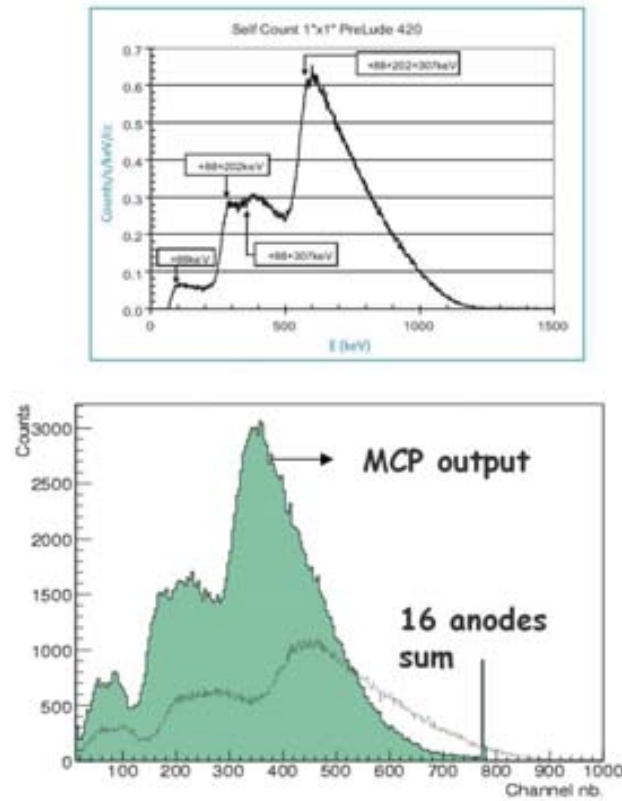 Self Count 1"x1" PreLude 420
Counts/s/keV/cc
0.7
0.6
0.5
0.4
0.3
0.2
0.1
0.0
+88+202+307keV
+88+202keV
+88keV
+88+307keV
0
500
1000
1500
E (keV)
Counts
3000
2500
2000
1500
1000
500
0
MCP output
16 anodes
sum
100 200 300 400 500 600 700 800 900 1000
Channel nb.